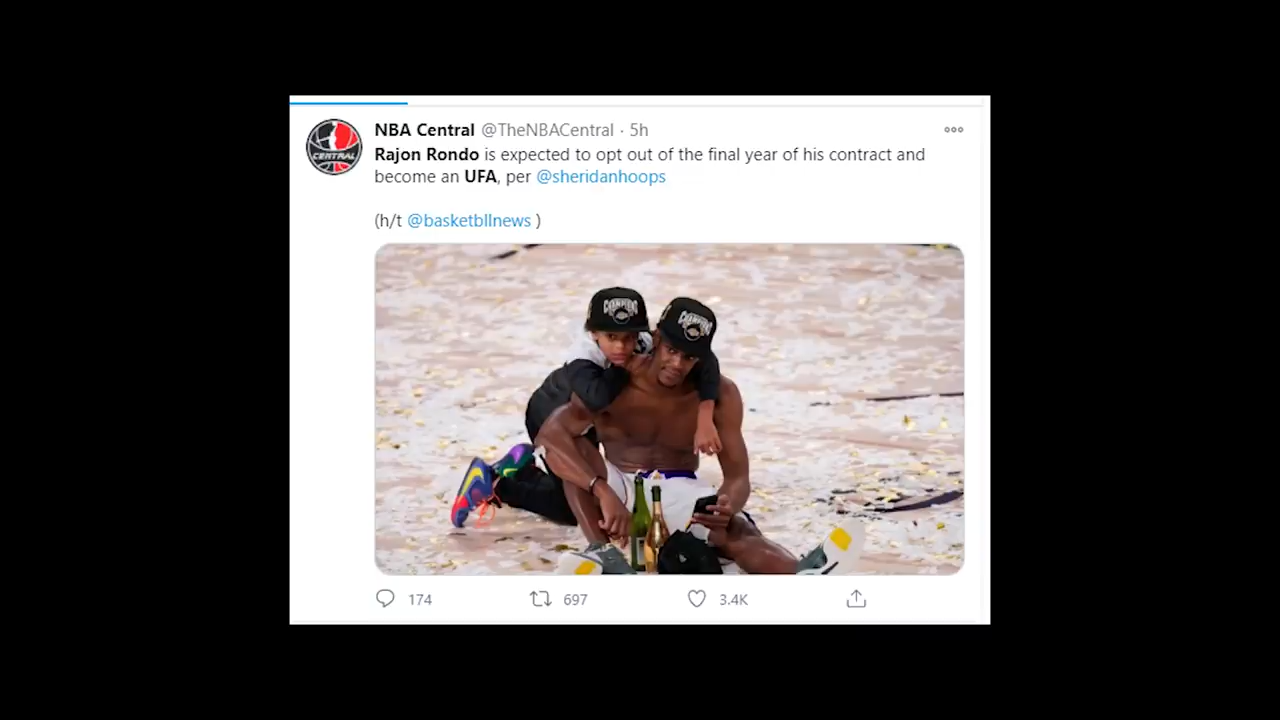 NBA Central @TheNBACentral · 5h
Rajon Rondo is expected to opt out of the final year of his contract and
become an UFA, per @sheridanhoops
(h/t @basketbllnews )
CENTRAL
CHAMPIONS
CHAMPIONS
174
697
3.4K